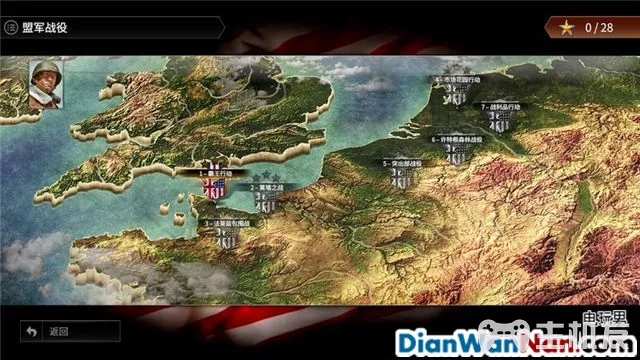 盟军战役
0 / 28
4 – 市场花园行动
7 – 战利品行动
6 – 许特根森林战役
5 – 突出部战役
1 – 霸王行动
2 – 篱墙之战
3 – 法莱兹包围战
返回
电玩男
DianWanNan.com